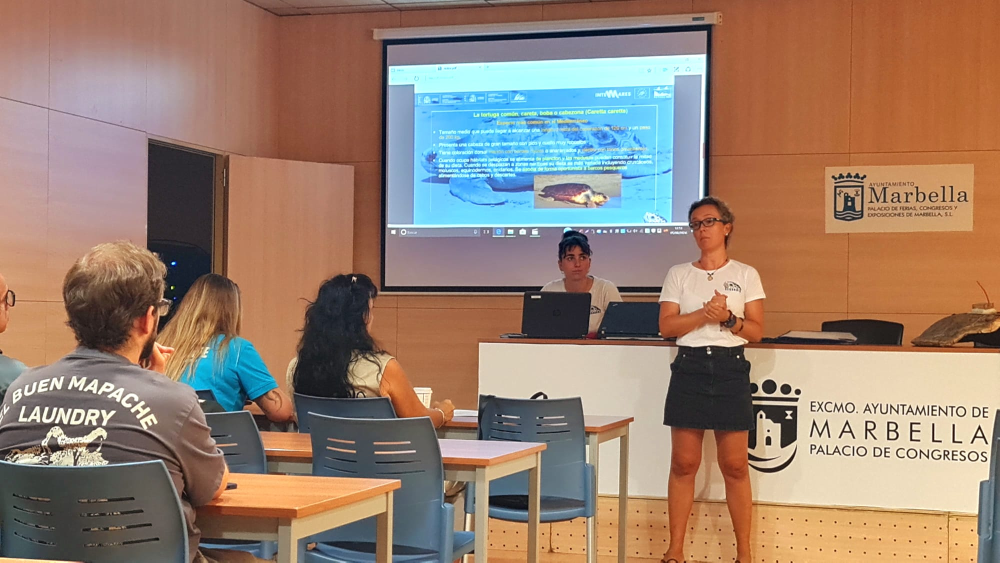 INTEMARES
La tortuga común, careta, boba o cabezona (Caretta caretta)
Especie más común en el Mediterráneo
Tamaño medio que puede llegar a alcanzar una longitud recta del caparazón de 120 cm y un peso
de 200 kg.
Presenta una cabeza de gran tamaño con pico y cuello muy robustos
Tiene coloración dorsal marrón con bordes rojizos o anaranjados y vientre con tonos amarillentos.
Cuando ocupa hábitats pelágicos se alimenta de plancton y las medusas pueden constituir la mitad
de su dieta. Cuando se desplazan a zonas neríticas su dieta es más variada incluyendo crustáceos,
moluscos, equinodermos, cnidarios. Se asocia de forma oportunista a barcos pesqueros
alimentándose de cebos y descartes.
Buscar
AYUNTAMIENTO
Marbella
PALACIO DE FERIAS, CONGRESOS Y
EXPOSICIONES DE MARBELLA, S.L.
EL BUEN MAPACHE
LAUNDRY
EXCMO. AYUNTAMIENTO DE
MARBELLA
PALACIO DE CONGRESOS